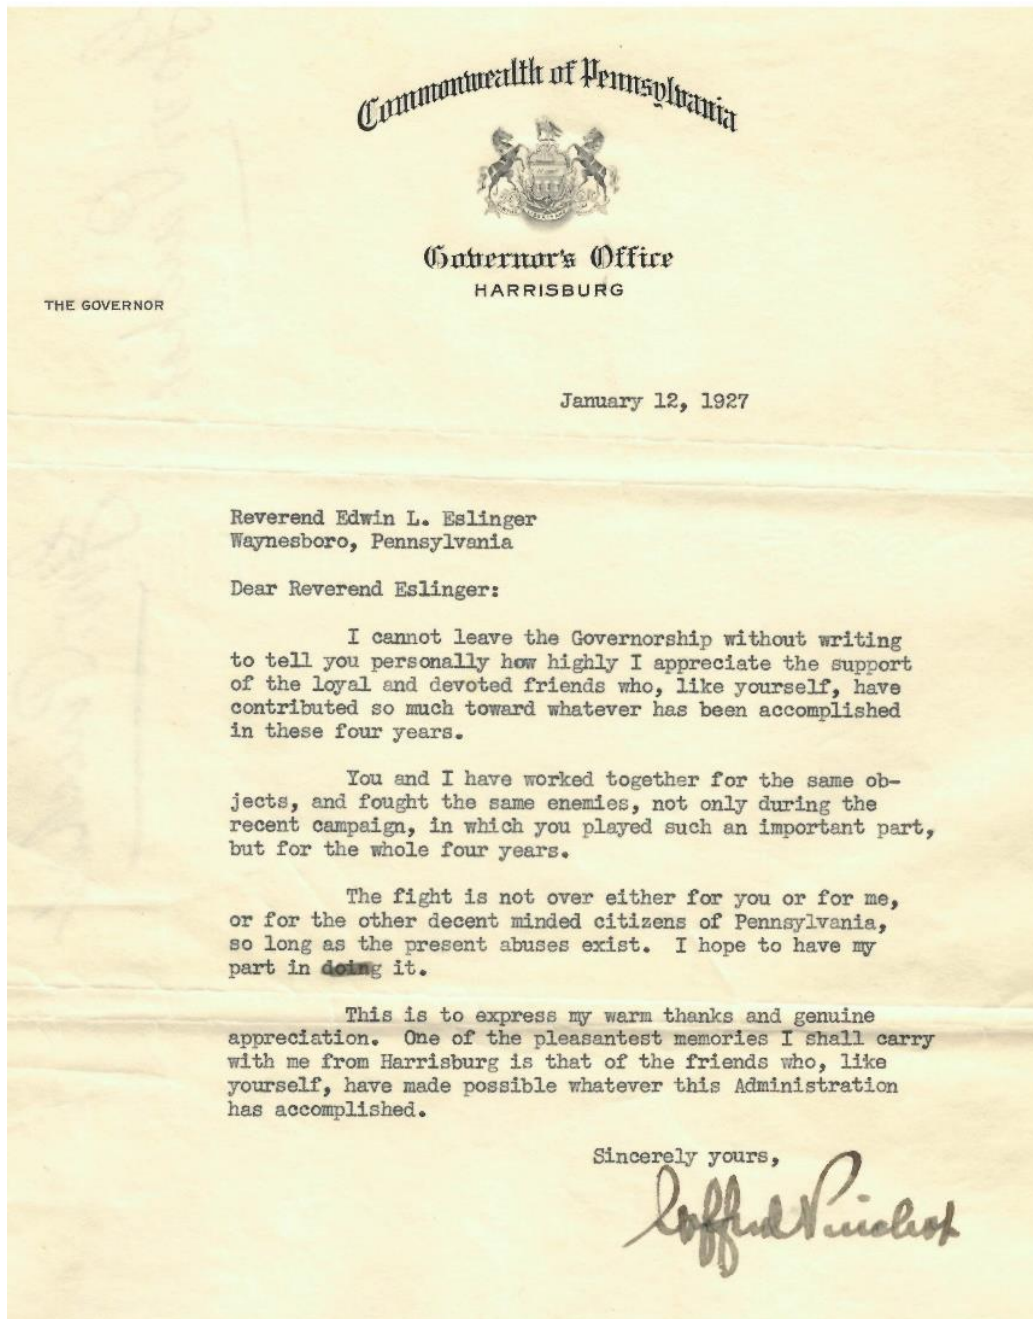 Commonwealth of Pennsylvania
Governor's Office
HARRISBURG
THE GOVERNOR
January 12, 1927
Reverend Edwin L. Eslinger
Waynesboro, Pennsylvania
Dear Reverend Eslinger:
I cannot leave the Governorship without writing
to tell you personally how highly I appreciate the support
of the loyal and devoted friends who, like yourself, have
contributed so much toward whatever has been accomplished
in these four years.
You and I have worked together for the same ob-
jects, and fought the same enemies, not only during the
recent campaign, in which you played such an important part,
but for the whole four years.
The fight is not over either for you or for me,
or for the other decent minded citizens of Pennsylvania,
so long as the present abuses exist. I hope to have my
part in doing it.
This is to express my warm thanks and genuine
appreciation. One of the pleasantest memories I shall carry
with me from Harrisburg is that of the friends who, like
yourself, have made possible whatever this Administration
has accomplished.
Sincerely yours,
Gifford Pinchot